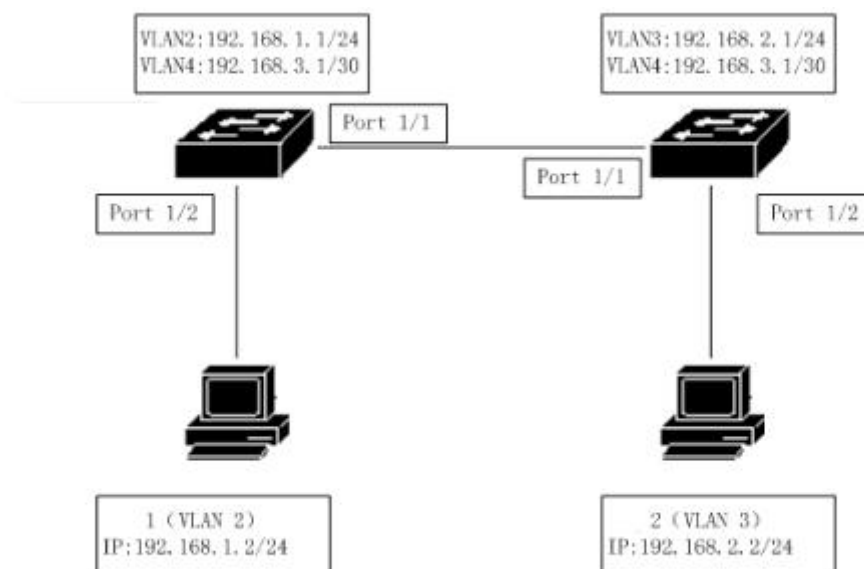 VLAN2:192.168.1.1/24
VLAN4:192.168.3.1/30
VLAN3:192.168.2.1/24
VLAN4:192.168.3.1/30
Port 1/1
Port 1/1
Port 1/2
Port 1/2
1 (VLAN 2)
IP:192.168.1.2/24
2 (VLAN 3)
IP:192.168.2.2/24